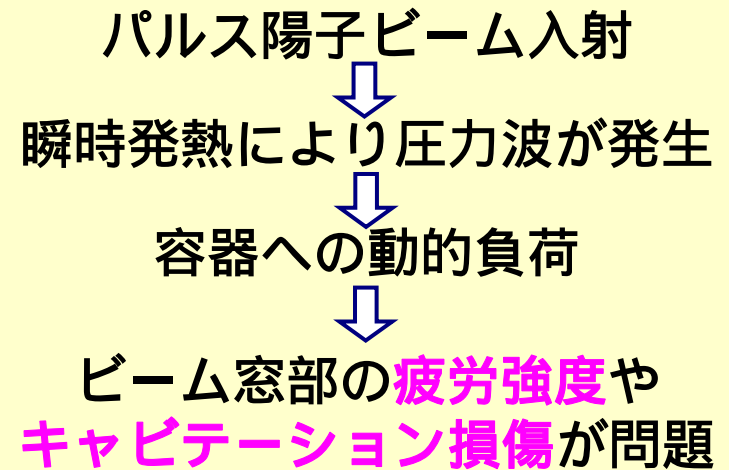 パルス陽子ビーム入射
瞬時発熱により圧力波が発生
容器への動的負荷
ビーム窓部の疲労強度や
キャビテーション損傷が問題